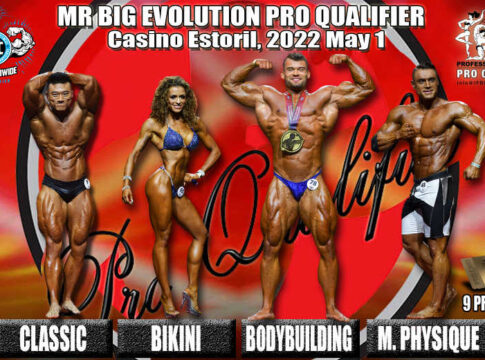 MR BIG EVOLUTION PRO QUALIFIER
Casino Estoril, 2022 May 1
PROFESSIONAL
PRO
Pro Qualifier
9 PR
CLASSIC
BIKINI
BODYBUILDING
M. PHYSIQUE